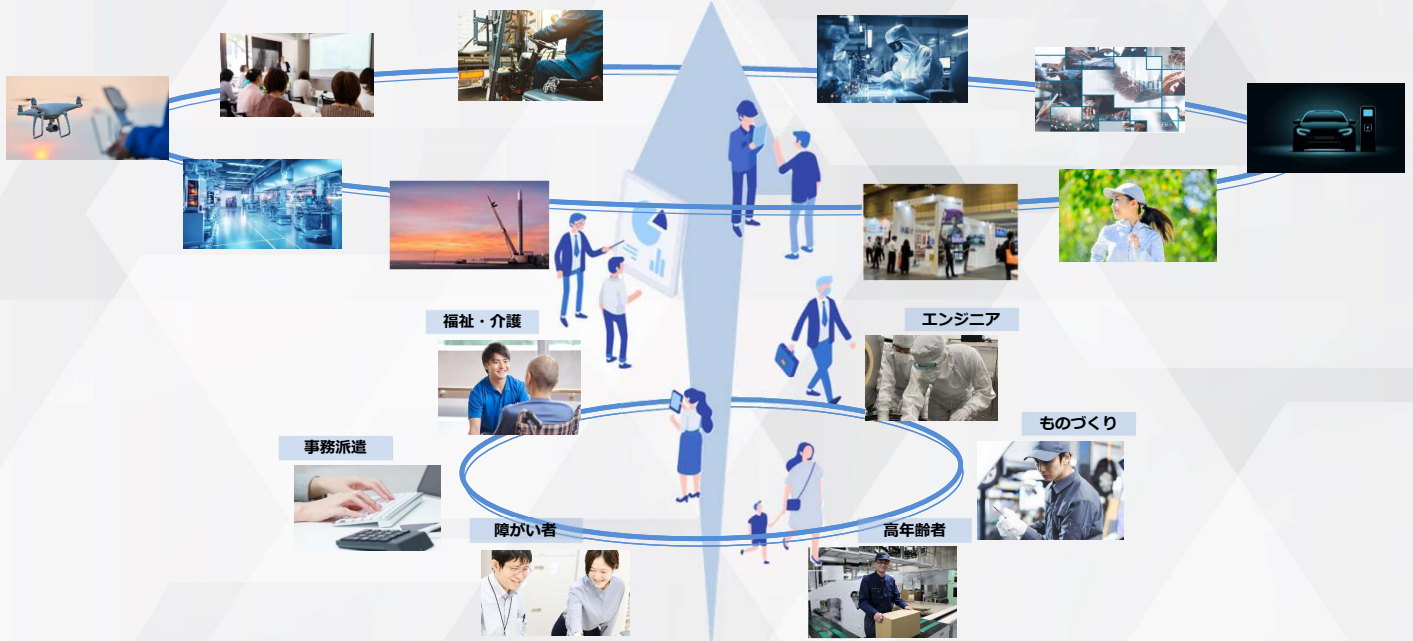 福祉・介護
エンジニア
ものづくり
事務派遣
障がい者
高年齢者